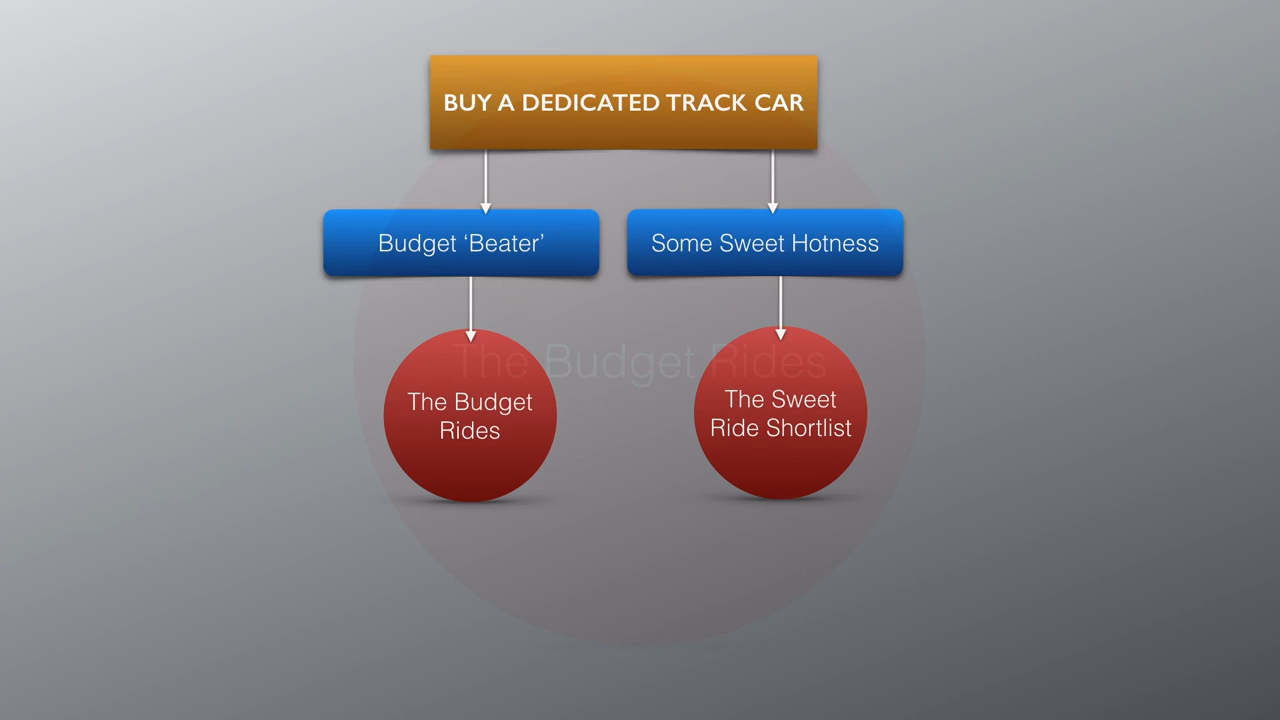 BUY A DEDICATED TRACK CAR
Budget ‘Beater’
Some Sweet Hotness
The Budget Rides
The Budget
Rides
The Sweet
Ride Shortlist